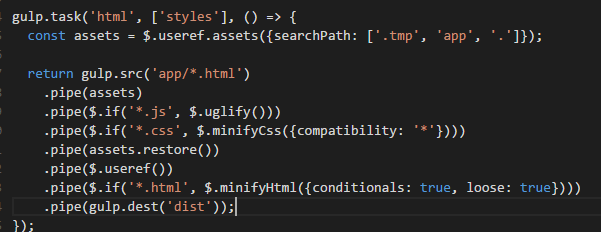 gulp.task('html', ['styles'], () => {
  const assets = $.useref.assets({searchPath: ['.tmp', 'app', '.']});

  return gulp.src('app/*.html')
    .pipe(assets)
    .pipe($.if('*.js', $.uglify()))
    .pipe($.if('*.css', $.minifyCss({compatibility: '*'})))
    .pipe(assets.restore())
    .pipe($.useref())
    .pipe($.if('*.html', $.minifyHtml({conditionals: true, loose: true})))
    .pipe(gulp.dest('dist'));
});